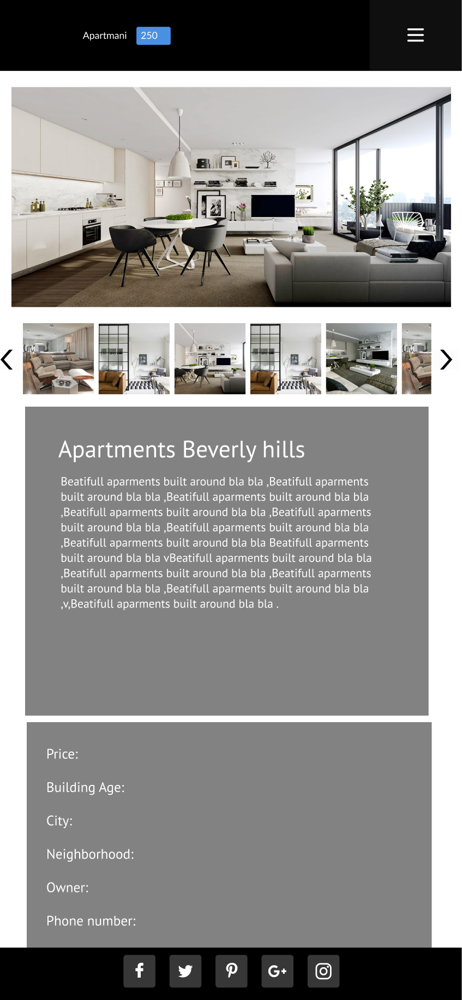 Apartmani 250
Apartments Beverly hills
Beatifull aparments built around bla bla ,Beatifull aparments
built around bla bla ,Beatifull aparments built around bla bla
,Beatifull aparments built around bla bla ,Beatifull aparments
built around bla bla ,Beatifull aparments built around bla bla
,Beatifull aparments built around bla bla Beatifull aparments
built around bla bla vBeatifull aparments built around bla bla
,Beatifull aparments built around bla bla ,Beatifull aparments
built around bla bla ,Beatifull aparments built around bla bla
,v,Beatifull aparments built around bla bla .
Price:
Building Age:
City:
Neighborhood:
Owner:
Phone number: